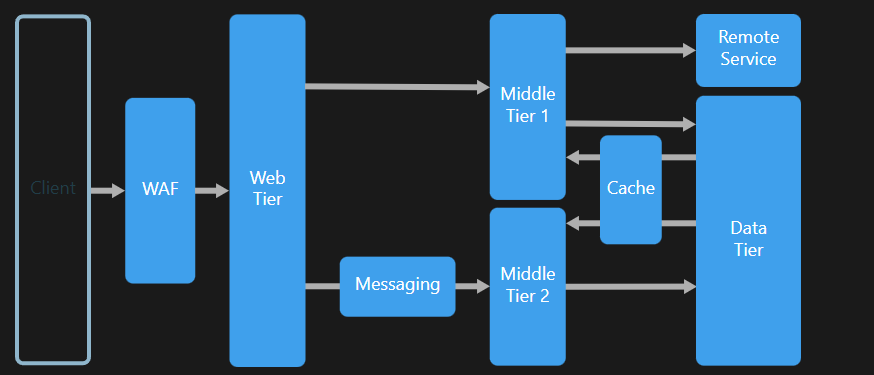 Client
WAF
Web
Tier
Messaging
Middle
Tier 1
Middle
Tier 2
Cache
Remote
Service
Data
Tier